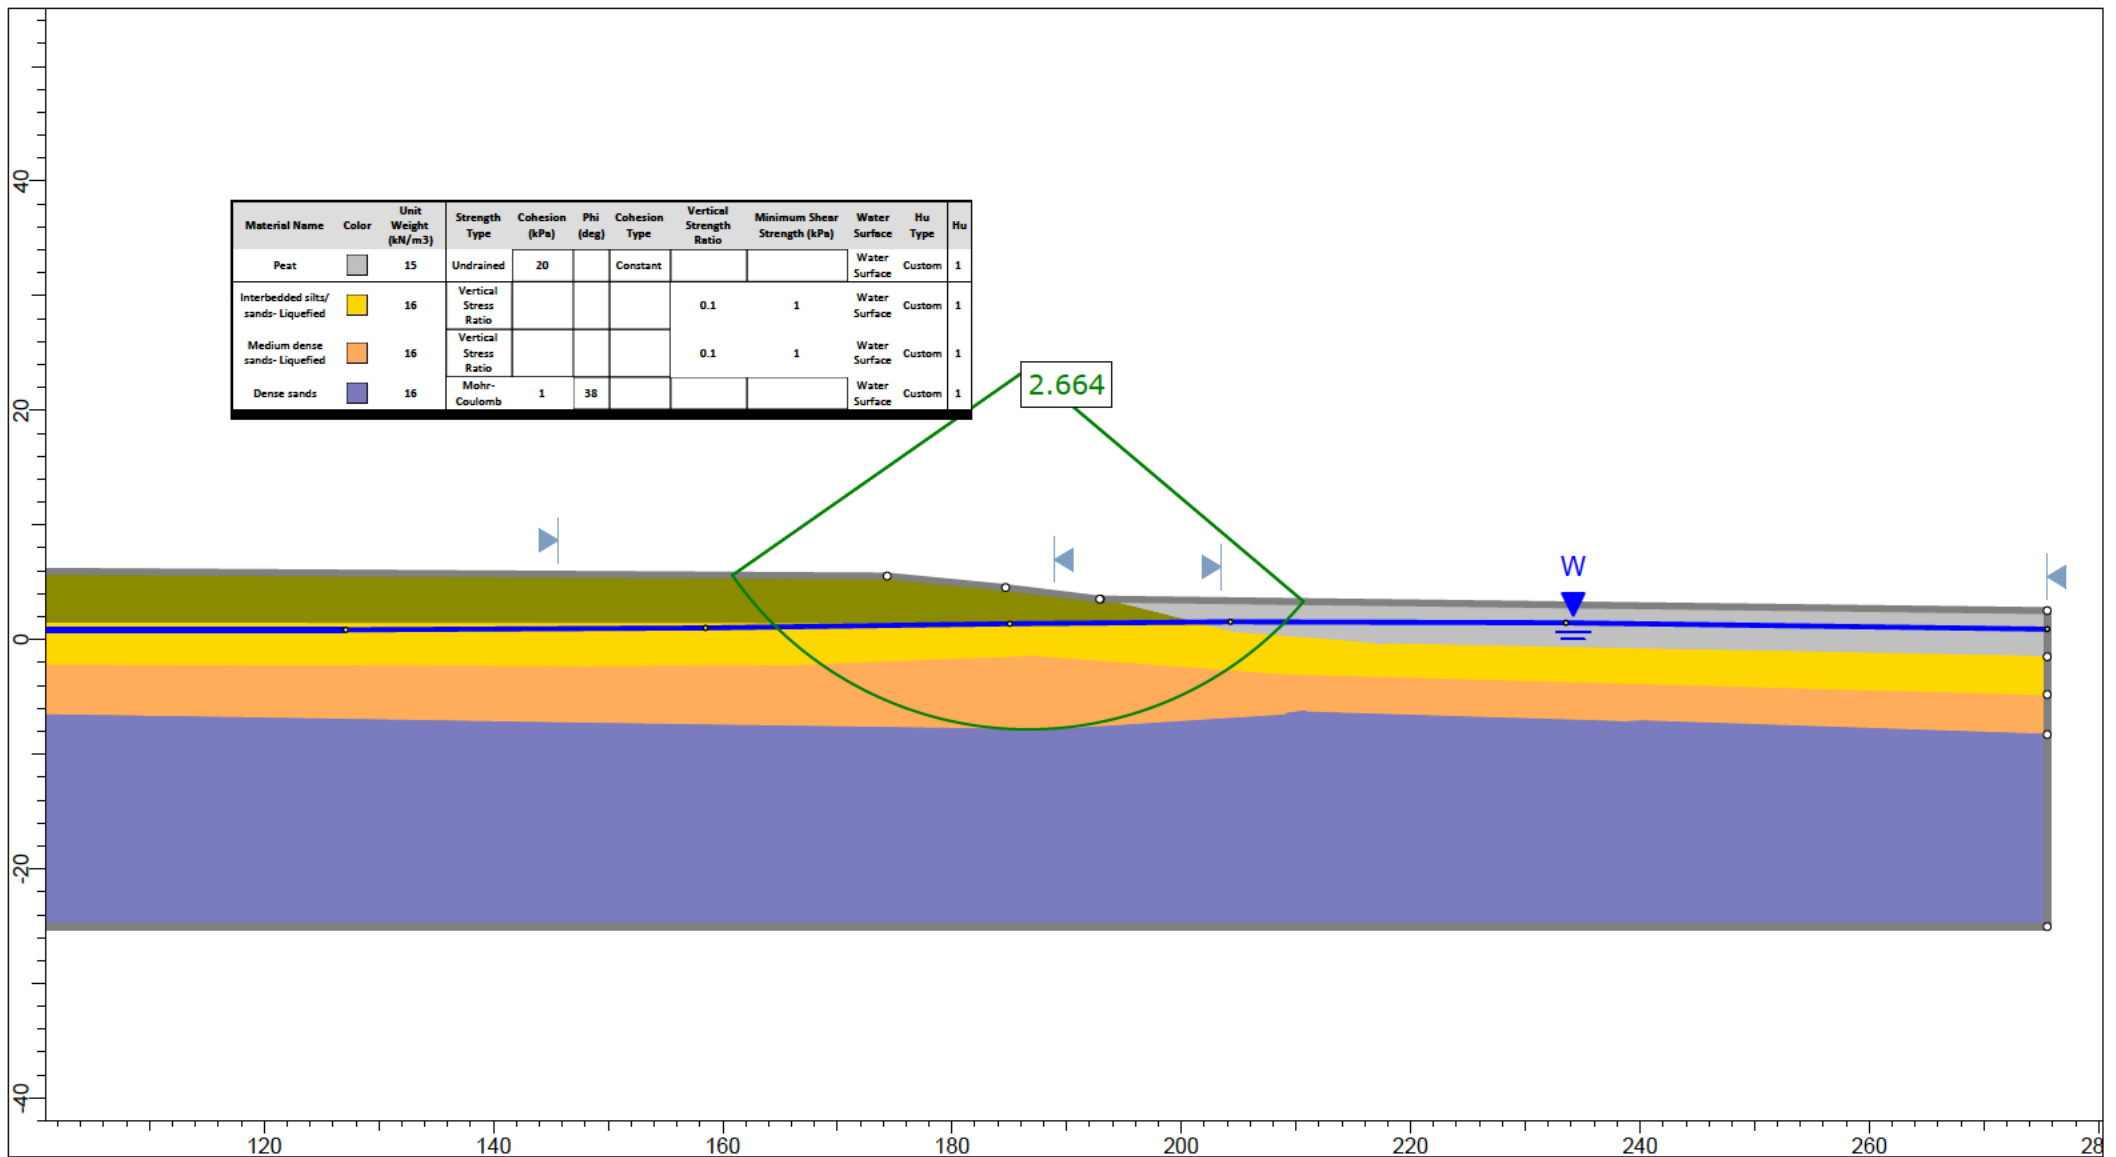 40
20
0
-20
-40
Material Name Color Unit Weight (kN/m3) Strength Type Cohesion (kPa) Phi (deg) Cohesion Type Vertical Strength Ratio Minimum Shear Strength (kPa) Water Surface Hu Type Hu
Peat 15 Undrained 20 Constant Water Surface Custom 1
Interbedded silts/ sands- Liquefied 16 Vertical Stress Ratio 0.1 1 Water Surface Custom 1
Medium dense sands- Liquefied 16 Vertical Stress Ratio 0.1 1 Water Surface Custom 1
Dense sands 16 Mohr- Coulomb 1 38 Water Surface Custom 1
2.664
W
120 140 160 180 200 220 240 260 28